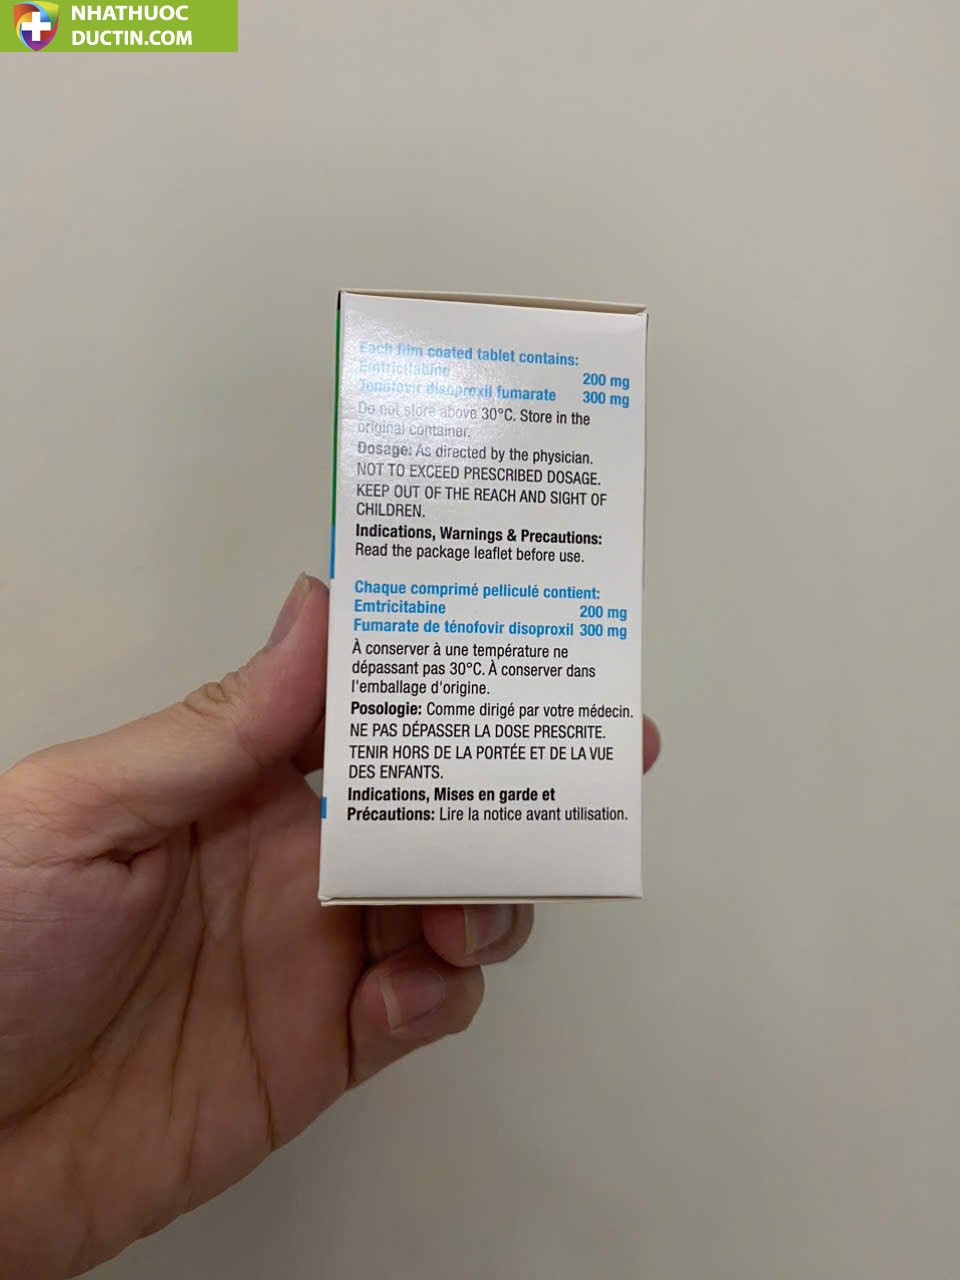 NHATHUOC
DUCTIN.COM
Each film coated tablet contains:
Emtricitabine 200 mg
Tenofovir disoproxil fumarate 300 mg
Do not store above 30°C. Store in the
original container.
Dosage: As directed by the physician.
NOT TO EXCEED PRESCRIBED DOSAGE.
KEEP OUT OF THE REACH AND SIGHT OF
CHILDREN.
Indications, Warnings & Precautions:
Read the package leaflet before use.
Chaque comprimé pelliculé contient:
Emtricitabine 200 mg
Fumarate de ténofovir disoproxil 300 mg
À conserver à une température ne
dépassant pas 30°C. À conserver dans
l'emballage d'origine.
Posologie: Comme dirigé par votre médecin.
NE PAS DÉPASSER LA DOSE PRESCRITE.
TENIR HORS DE LA PORTÉE ET DE LA VUE
DES ENFANTS.
Indications, Mises en garde et
Précautions: Lire la notice avant utilisation.